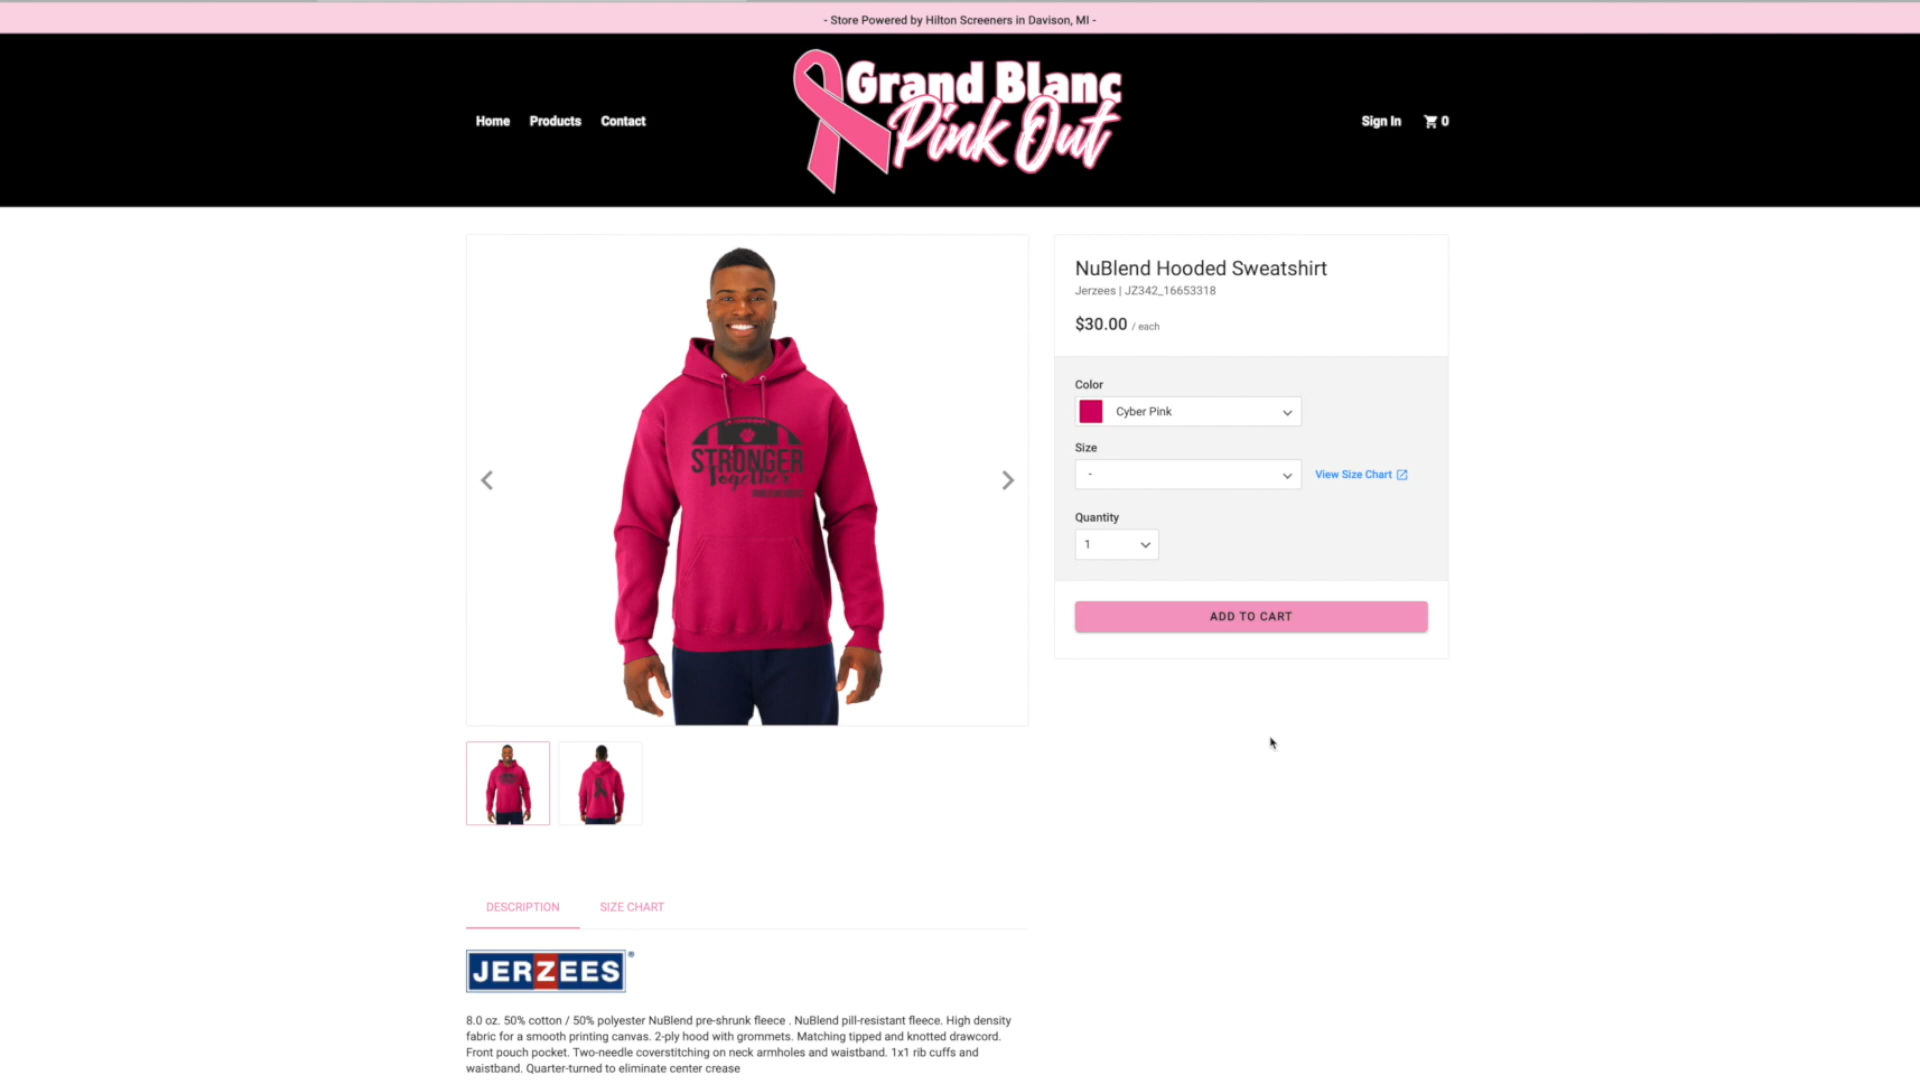 - Store Powered by Hilton Screeners in Davison, MI -
Home Products Contact
Grand Blanc
Pink Out
Sign In 0
NuBlend Hooded Sweatshirt
Jerzees | JZ342_16653318
$30.00 / each
Color
Cyber Pink
Size
-
View Size Chart
Quantity
1
ADD TO CART
STRONGER
Together
DESCRIPTION SIZE CHART
JERZEES®
8.0 oz. 50% cotton / 50% polyester NuBlend pre-shrunk fleece . NuBlend pill-resistant fleece. High density
fabric for a smooth printing canvas. 2-ply hood with grommets. Matching tipped and knotted drawcord.
Front pouch pocket. Two-needle coverstitching on neck armholes and waistband. 1x1 rib cuffs and
waistband. Quarter-turned to eliminate center crease